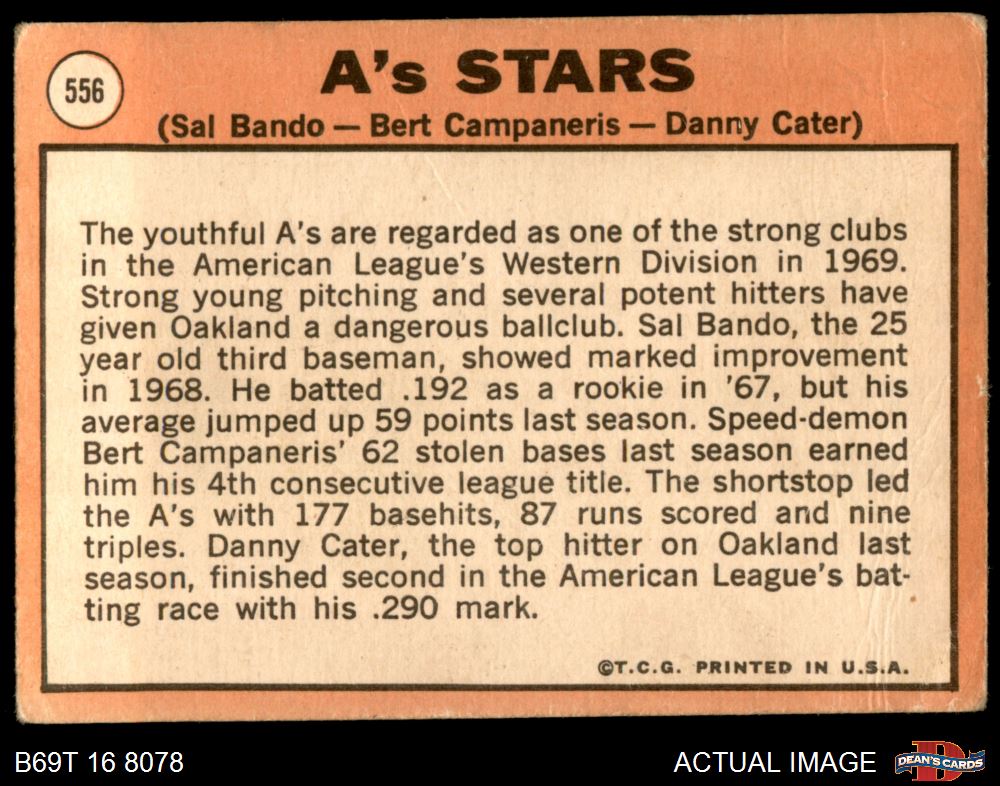 556
A's STARS
(Sal Bando — Bert Campaneris — Danny Cater)
The youthful A's are regarded as one of the strong clubs
in the American League's Western Division in 1969.
Strong young pitching and several potent hitters have
given Oakland a dangerous ballclub. Sal Bando, the 25
year old third baseman, showed marked improvement
in 1968. He batted .192 as a rookie in '67, but his
average jumped up 59 points last season. Speed-demon
Bert Campaneris' 62 stolen bases last season earned
him his 4th consecutive league title. The shortstop led
the A's with 177 basehits, 87 runs scored and nine
triples. Danny Cater, the top hitter on Oakland last
season, finished second in the American League's bat-
ting race with his .290 mark.
©T.C.G. PRINTED IN U.S.A.
B69T 16 8078
ACTUAL IMAGE
D
DEAN'S CARDS